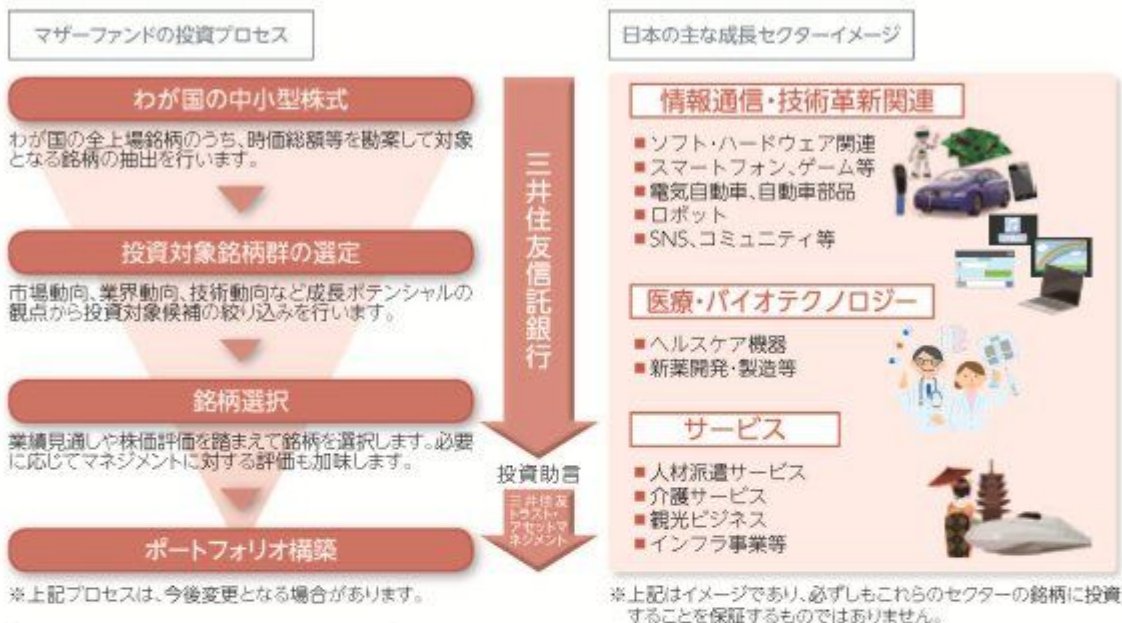 マザーファンドの投資プロセス
わが国の中小型株式
わが国の全上場銘柄のうち、時価総額等を勘案して対象
となる銘柄の抽出を行います。
投資対象銘柄群の選定
市場動向、業界動向、技術動向など成長ポテンシャルの
観点から投資対象候補の絞り込みを行います。
銘柄選択
業績見通しや株価評価を踏まえて銘柄を選択します。必要
に応じてマネジメントに対する評価も加味します。
ポートフォリオ構築
※上記プロセスは、今後変更となる場合があります。
三井住友信託銀行
投資助言
三井住友
トラスト・
アセットマ
ネジメント
日本の主な成長セクターイメージ
情報通信・技術革新関連
■ソフト・ハードウェア関連
■スマートフォン、ゲーム等
■電気自動車、自動車部品
■ロボット
■SNS、コミュニティ等
医療・バイオテクノロジー
■ヘルスケア機器
■新薬開発・製造等
サービス
■人材派遣サービス
■介護サービス
■観光ビジネス
■インフラ事業等
※上記はイメージであり、必ずしもこれらのセクターの銘柄に投資
することを保証するものではありません。